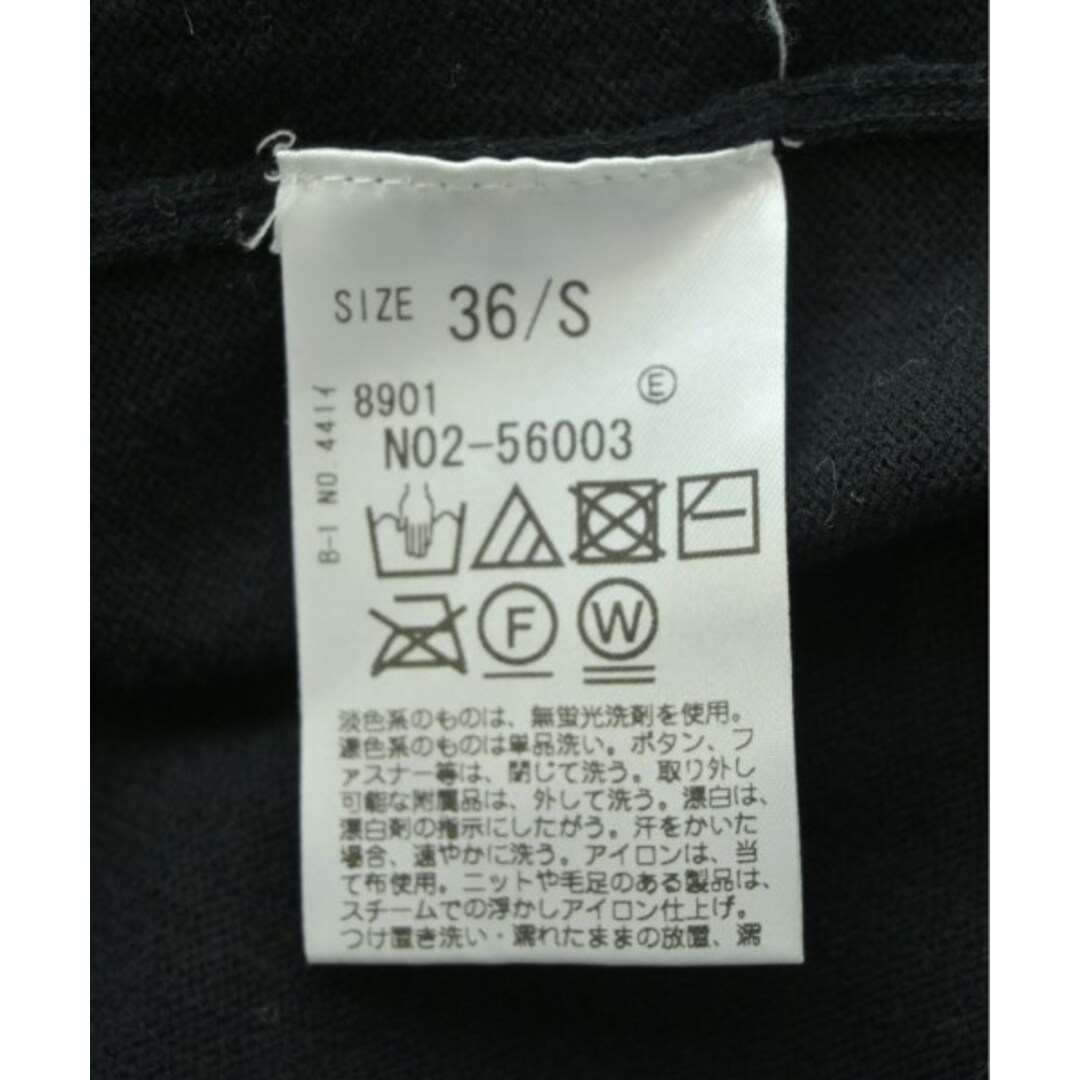 SIZE 36/S
8901 E
N02-56003
B-1 NO.441イ
F W
淡色系のものは、無蛍光洗剤を使用。
濃色系のものは単品洗い。ボタン、フ
ァスナー等は、閉じて洗う。取り外し
可能な附属品は、外して洗う。漂白は、
漂白剤の指示にしたがう。汗をかいた
場合、速やかに洗う。アイロンは、当
て布使用。ニットや毛足のある製品は、
スチームでの浮かしアイロン仕上げ。
つけ置き洗い・濡れたままの放置、濡